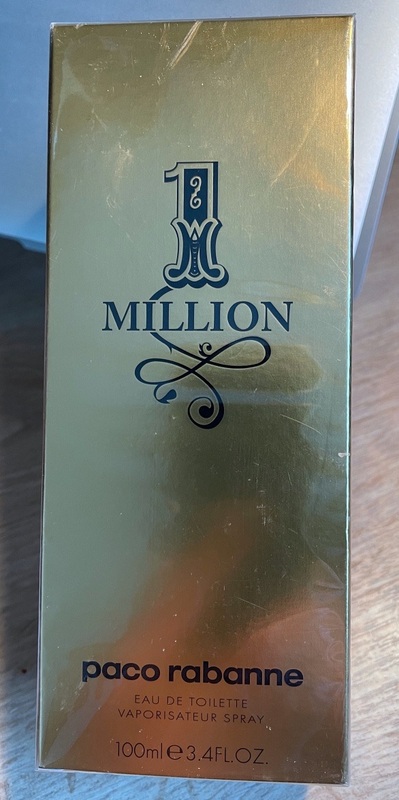 1
MILLION
paco rabanne
EAU DE TOILETTE
VAPORISATEUR SPRAY
100ml℮3.4FL.OZ.